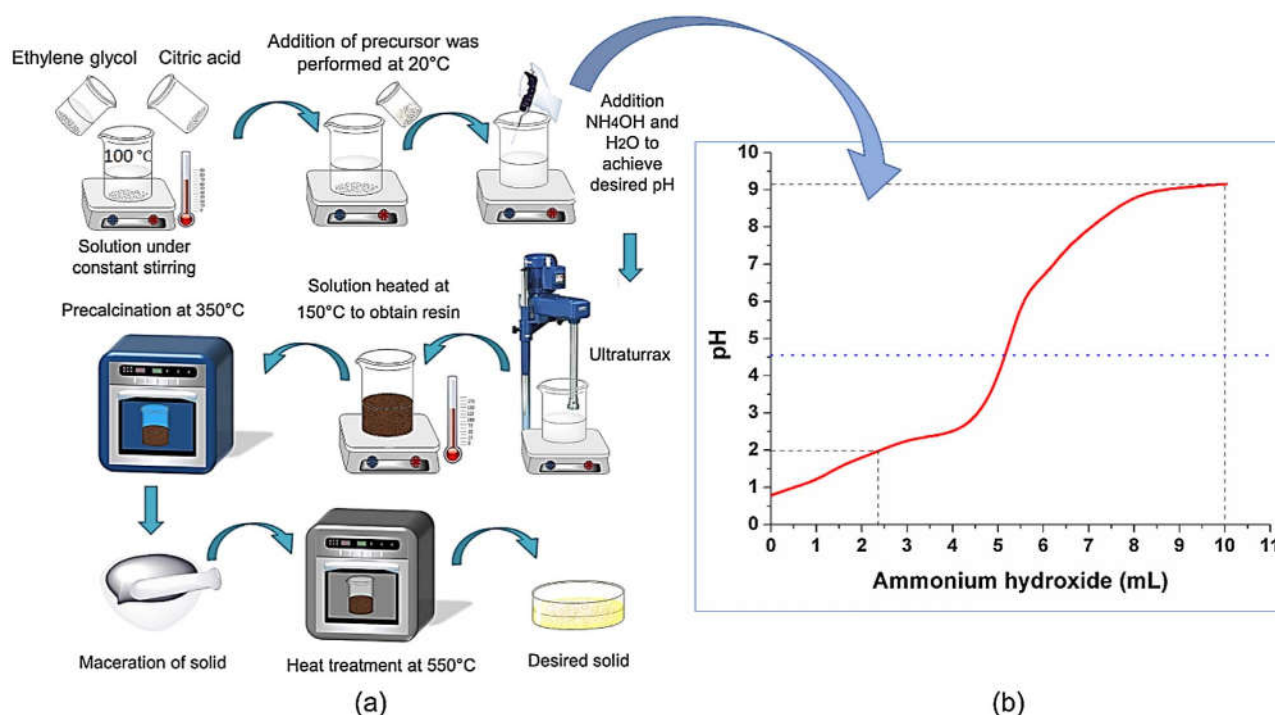 Ethylene glycol
Citric acid
100 °C
Solution under
constant stirring
Addition of precursor was
performed at 20°C
Addition
NH4OH and
H2O to
achieve
desired pH
Ultraturrax
Solution heated at
150°C to obtain resin
Precalcination at 350°C
Maceration of solid
Heat treatment at 550°C
Desired solid
(a)
10
9
8
7
6
5
4
3
2
1
0
pH
0 1 2 3 4 5 6 7 8 9 10 11
Ammonium hydroxide (mL)
(b)